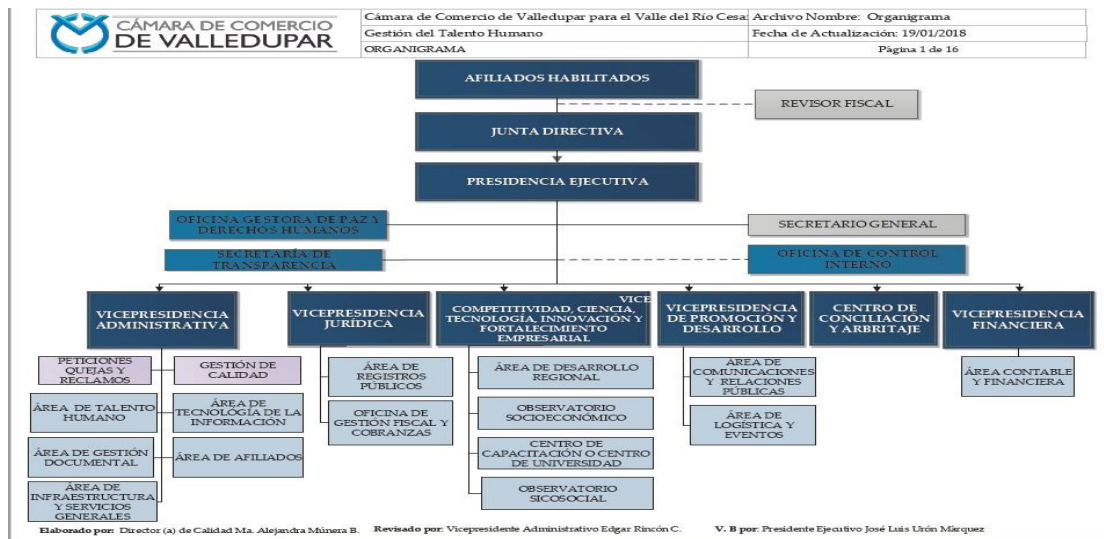 CÁMARA DE COMERCIO
DE VALLEDUPAR
Cámara de Comercio de Valledupar para el Valle del Río Cesar
Archivo Nombre: Organigrama
Gestión del Talento Humano
Fecha de Actualización: 19/01/2018
ORGANIGRAMA
Página 1 de 16
AFILIADOS HABILITADOS
REVISOR FISCAL
JUNTA DIRECTIVA
PRESIDENCIA EJECUTIVA
OFICINA GESTORA DE PAZ Y
DERECHOS HUMANOS
SECRETARIO GENERAL
SECRETARÍA DE
TRANSPARENCIA
OFICINA DE CONTROL
INTERNO
VICEPRESIDENCIA
ADMINISTRATIVA
VICEPRESIDENCIA
JURÍDICA
VICE
COMPETITIVIDAD, CIENCIA,
TECNOLOGÍA, INNOVACIÓN Y
FORTALECIMIENTO
EMPRESARIAL
VICEPRESIDENCIA
DE PROMOCIÓN Y
DESARROLLO
CENTRO DE
CONCILIACIÓN
Y ARBRITAJE
VICEPRESIDENCIA
FINANCIERA
PETICIONES
QUEJAS Y
RECLAMOS
GESTIÓN DE
CALIDAD
ÁREA DE TALENTO
HUMANO
ÁREA DE
TECNOLOGÍA DE LA
INFORMACIÓN
ÁREA DE GESTIÓN
DOCUMENTAL
ÁREA DE AFILIADOS
ÁREA DE
INFRAESTRUCTURA
Y SERVICIOS
GENERALES
ÁREA DE
REGISTROS
PÚBLICOS
OFICINA DE
GESTIÓN FISCAL Y
COBRANZAS
ÁREA DE DESARROLLO
REGIONAL
OBSERVATORIO
SOCIOECONÓMICO
CENTRO DE
CAPACITACIÓN O CENTRO
DE UNIVERSIDAD
OBSERVATORIO
SICOSOCIAL
ÁREA DE
COMUNICACIONES
Y RELACIONES
PÚBLICAS
ÁREA DE
LOGÍSTICA Y
EVENTOS
ÁREA CONTABLE
Y FINANCIERA
Elaborado por: Director (a) de Calidad Ma. Alejandra Múnera B.
Revisado por: Vicepresidente Administrativo Edgar Rincón C.
V. B por: Presidente Ejecutivo José Luis Urón Márquez